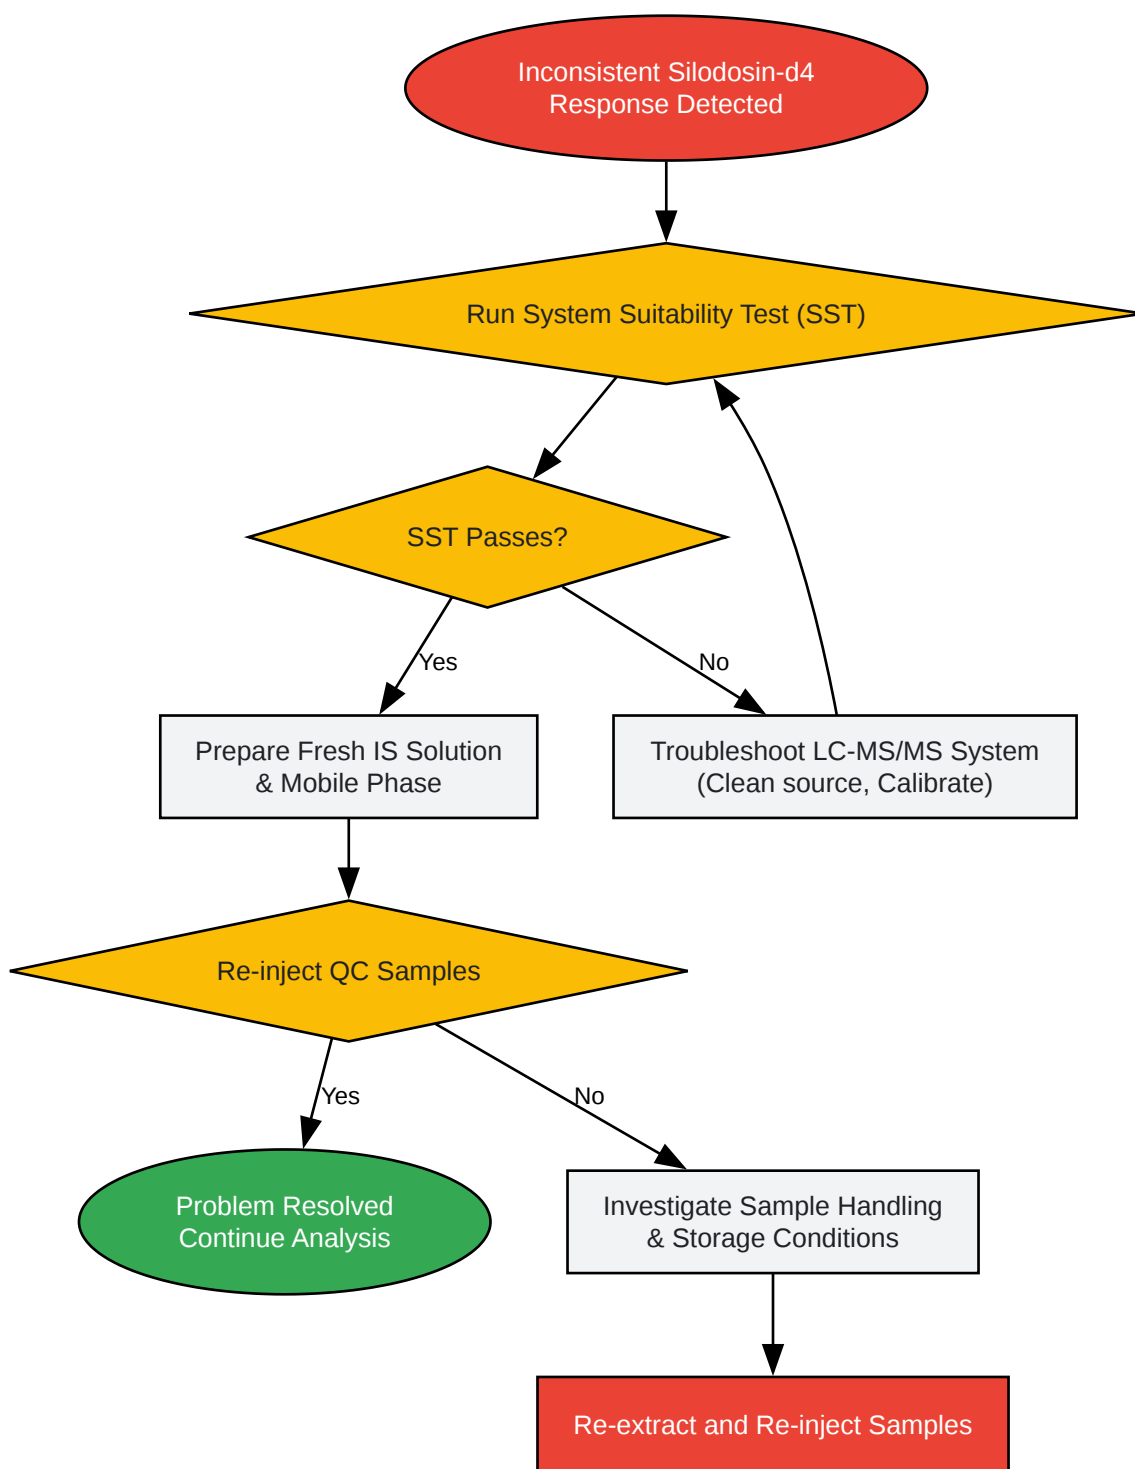 Inconsistent Silodosin-d4
Response Detected
Run System Suitability Test (SST)
SST Passes?
Yes
No
Prepare Fresh IS Solution
& Mobile Phase
Troubleshoot LC-MS/MS System
(Clean source, Calibrate)
Re-inject QC Samples
Yes
No
Problem Resolved
Continue Analysis
Investigate Sample Handling
& Storage Conditions
Re-extract and Re-inject Samples